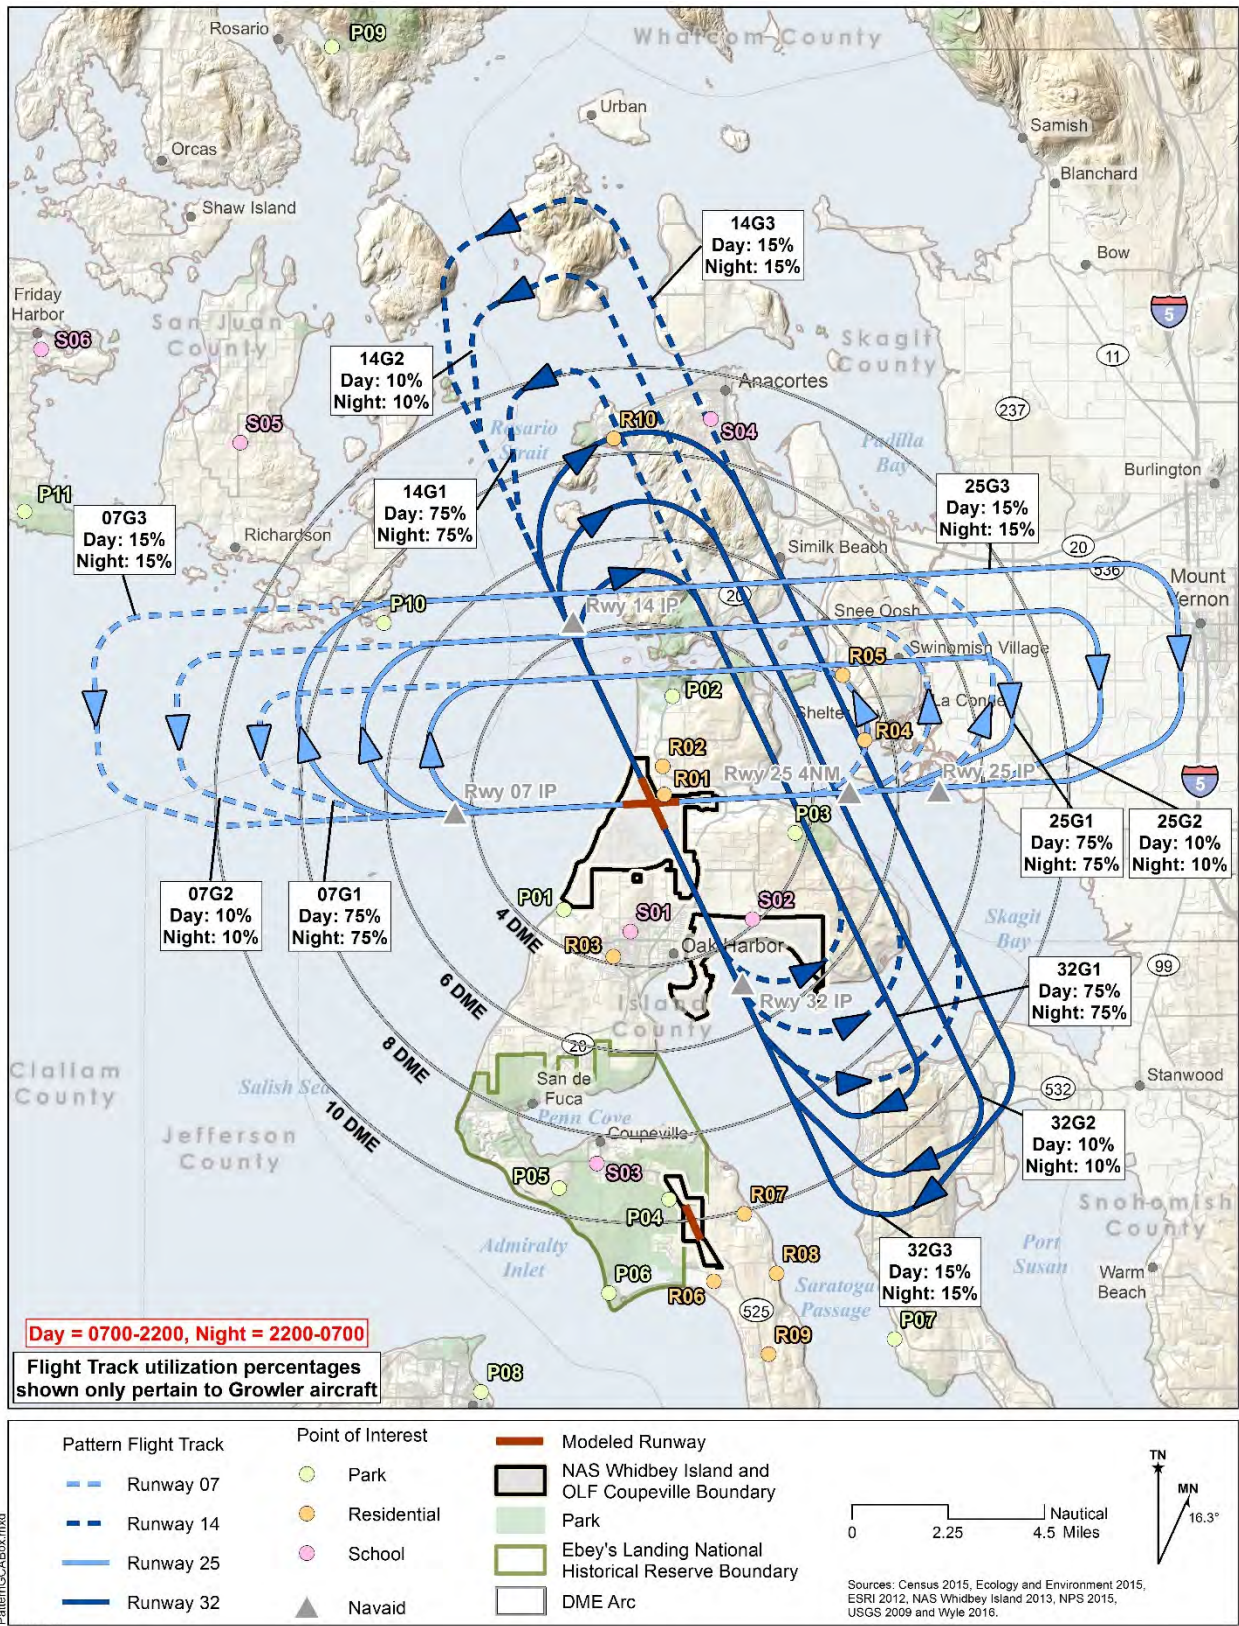 Rosario
P09
Whatcom County
Urban
Samish
Orcas
Blanchard
Shaw Island
14G3
Day: 15%
Night: 15%
Bow
Friday
Harbor
S06
San Juan
County
5
14G2
Day: 10%
Night: 10%
Skagit
County
11
Anacortes
237
S05
Rosario
Strait
R10
S04
Padilla
Bay
Burlington
P11
07G3
Day: 15%
Night: 15%
14G1
Day: 75%
Night: 75%
25G3
Day: 15%
Night: 15%
Richardson
Similk Beach
20
536
Mount
Vernon
P10
Rwy 14 IP
20
Snee Oosh
Swinomish Village
R05
P02
La Conner
Shelter
R04
R02
R01
Rwy 07 IP
Rwy 25 4NM
Rwy 25 IP
5
P03
25G1
Day: 75%
Night: 75%
25G2
Day: 10%
Night: 10%
07G2
Day: 10%
Night: 10%
07G1
Day: 75%
Night: 75%
P01
S01
S02
Skagit
Bay
4 DME
R03
Oak Harbor
99
6 DME
Island
County
Rwy 32 IP
32G1
Day: 75%
Night: 75%
20
8 DME
Clallam
County
Salish Sea
San de
Fuca
Stanwood
532
10 DME
Penn Cove
Jefferson
County
Coupeville
32G2
Day: 10%
Night: 10%
S03
P05
P04
R07
Snohomish
County
Admiralty
Inlet
R08
32G3
Day: 15%
Night: 15%
Port
Susan
Warm
Beach
P06
R06
Saratoga
Passage
525
P07
R09
Day = 0700-2200, Night = 2200-0700
Flight Track utilization percentages
shown only pertain to Growler aircraft
P08
Pattern Flight Track
Runway 07
Runway 14
Runway 25
Runway 32
Point of Interest
Park
Residential
School
Navaid
Modeled Runway
NAS Whidbey Island and
OLF Coupeville Boundary
Park
Ebey's Landing National
Historical Reserve Boundary
DME Arc
0 2.25 4.5
Nautical
Miles
TN
MN
16.3°
Sources: Census 2015, Ecology and Environment 2015,
ESRI 2012, NAS Whidbey Island 2013, NPS 2015,
USGS 2009 and Wyle 2016.
PatternGCABox.mxd